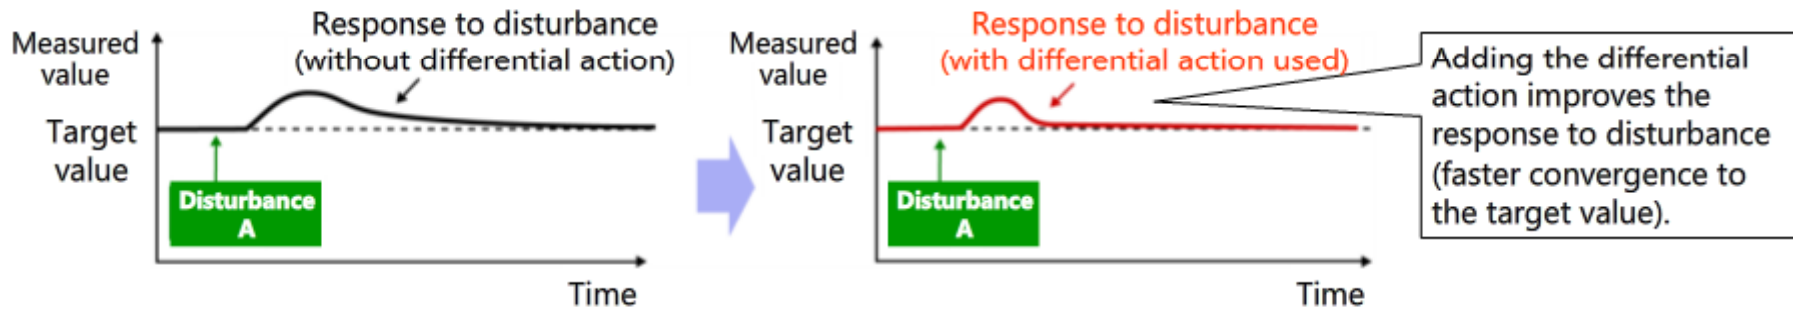 Response to disturbance
(without differential action)
Measured
value
Target
value
Disturbance
A
Time
Response to disturbance
(with differential action used)
Measured
value
Target
value
Disturbance
A
Time
Adding the differential
action improves the
response to disturbance
(faster convergence to
the target value).